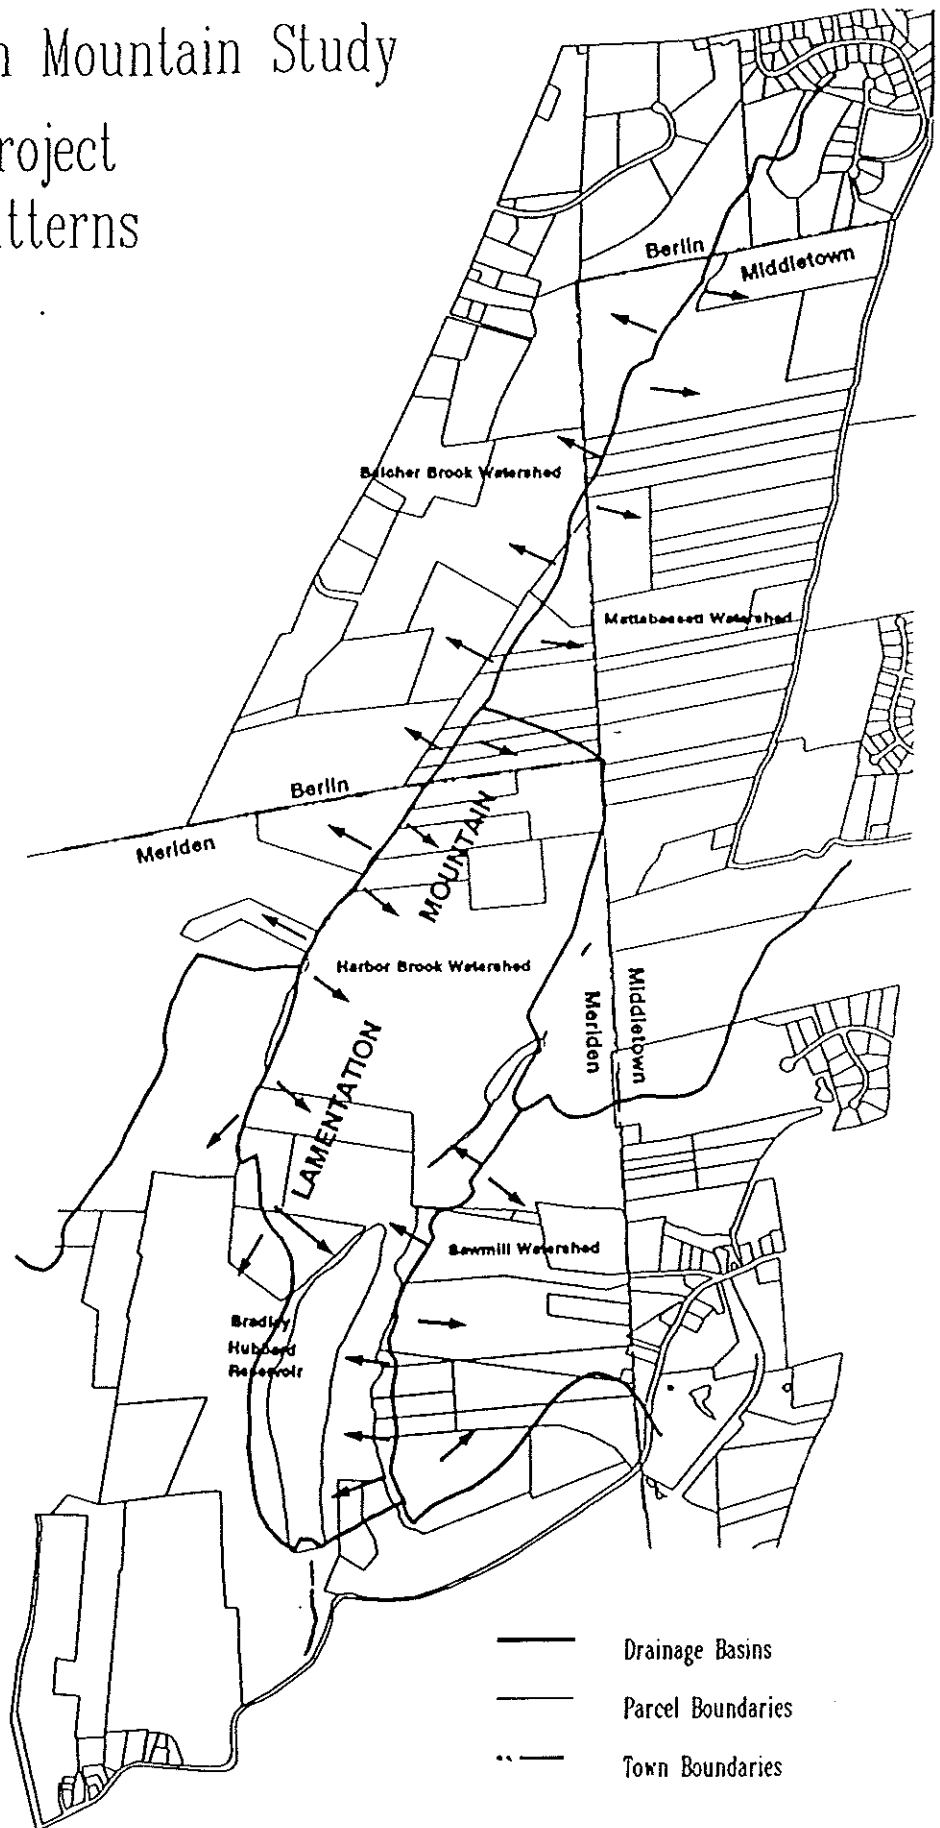 n Mountain Study
roject
tterns
Berlin
Middletown
Belcher Brook Watershed
Mattabassett Watershed
Berlin
Meriden
MOUNTAIN
Harbor Brook Watershed
Meriden
Middletown
LAMENTATION
Sawmill Watershed
Bradley
Hubbard
Reservoir
Drainage Basins
Parcel Boundaries
Town Boundaries